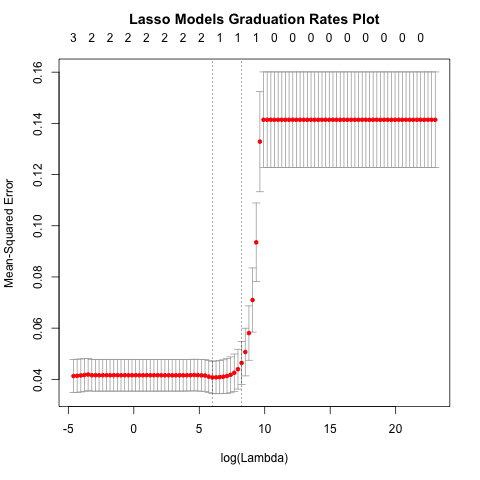 Lasso Models Graduation Rates Plot
3 2 2 2 2 2 2 2 1 1 1 0 0 0 0 0 0 0 0 0
0.16
0.14
0.12
0.10
0.08
0.06
0.04
Mean-Squared Error
-5 0 5 10 15 20
log(Lambda)